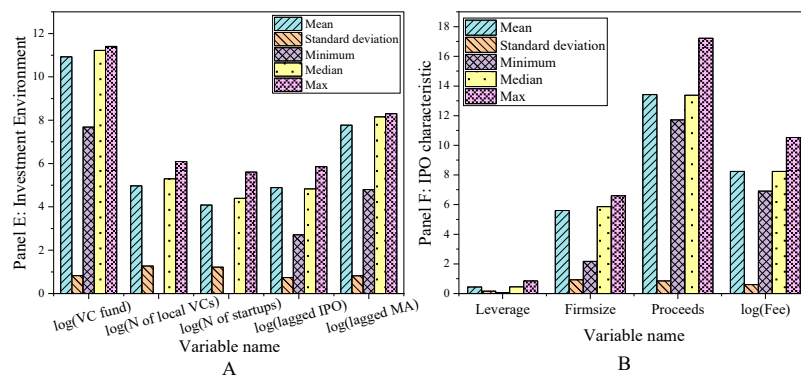 Panel E: Investment Environment
12
10
8
6
4
2
0
Mean
Standard deviation
Minimum
Median
Max
log(VC fund)
log(N of local VCs)
log(N of startups)
log(lagged IPO)
log(lagged MA)
Variable name
A
Panel F: IPO characteristic
18
16
14
12
10
8
6
4
2
0
Mean
Standard deviation
Minimum
Median
Max
Leverage
Firmsize
Proceeds
log(Fee)
Variable name
B